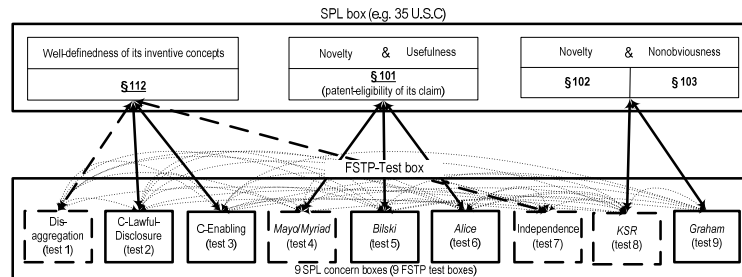 SPL box (e.g. 35 U.S.C)
Well-definedness of its inventive concepts
§112
Novelty & Usefulness
§101
(patent-eligibility of its claim)
Novelty & Nonobviousness
§102 §103
FSTP-Test box
Dis-
aggregation
(test 1)
C-Lawful-
Disclosure
(test 2)
C-Enabling
(test 3)
Mayo/Myriad
(test 4)
Bilski
(test 5)
Alice
(test 6)
Independence
(test 7)
KSR
(test 8)
Graham
(test 9)
9 SPL concern boxes (9 FSTP test boxes)